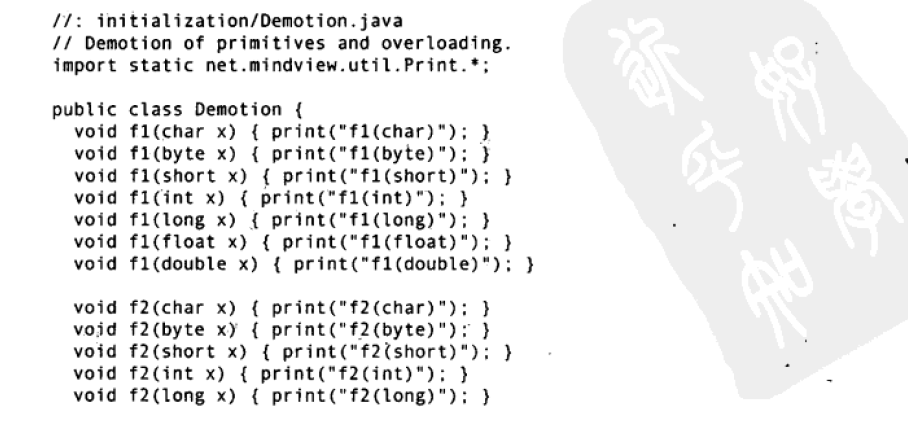 //: initialization/Demotion.java
// Demotion of primitives and overloading.
import static net.mindview.util.Print.*;

public class Demotion {
  void f1(char x) { print("f1(char)"); }
  void f1(byte x) { print("f1(byte)"); }
  void f1(short x) { print("f1(short)"); }
  void f1(int x) { print("f1(int)"); }
  void f1(long x) { print("f1(long)"); }
  void f1(float x) { print("f1(float)"); }
  void f1(double x) { print("f1(double)"); }

  void f2(char x) { print("f2(char)"); }
  void f2(byte x) { print("f2(byte)"); }
  void f2(short x) { print("f2(short)"); }
  void f2(int x) { print("f2(int)"); }
  void f2(long x) { print("f2(long)"); }